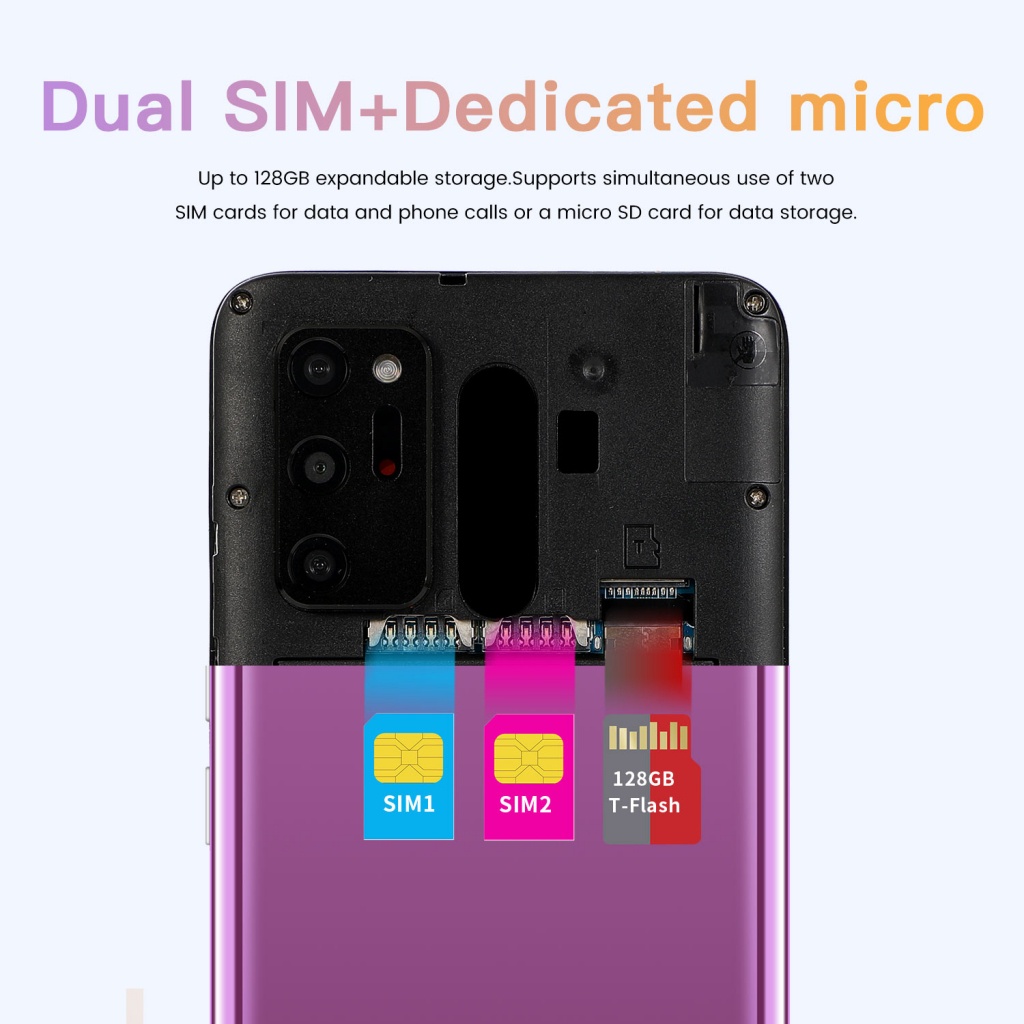 Dual SIM+Dedicated micro
Up to 128GB expandable storage.Supports simultaneous use of two
SIM cards for data and phone calls or a micro SD card for data storage.
T
SIM1
SIM2
128GB
T-Flash